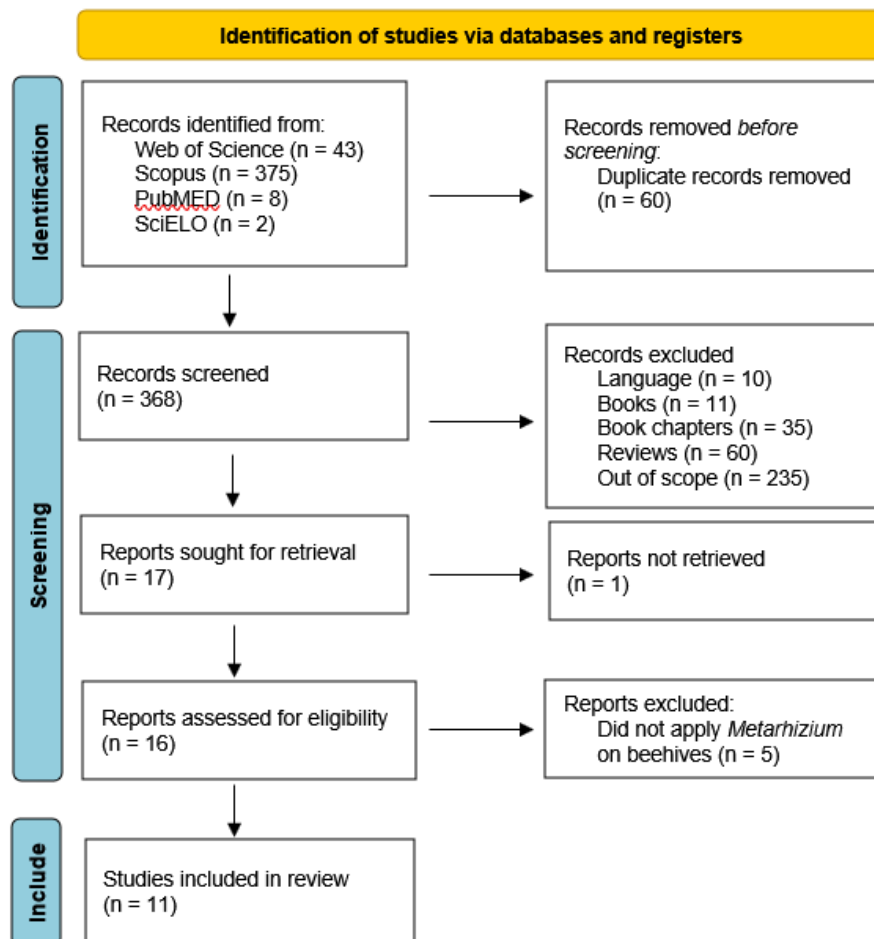 Identification of studies via databases and registers
Identification
Records identified from:
Web of Science (n = 43)
Scopus (n = 375)
PubMED (n = 8)
SciELO (n = 2)
Records removed before
screening:
Duplicate records removed
(n = 60)
Screening
Records screened
(n = 368)
Records excluded
Language (n = 10)
Books (n = 11)
Book chapters (n = 35)
Reviews (n = 60)
Out of scope (n = 235)
Reports sought for retrieval
(n = 17)
Reports not retrieved
(n = 1)
Reports assessed for eligibility
(n = 16)
Reports excluded:
Did not apply Metarhizium
on beehives (n = 5)
Include
Studies included in review
(n = 11)